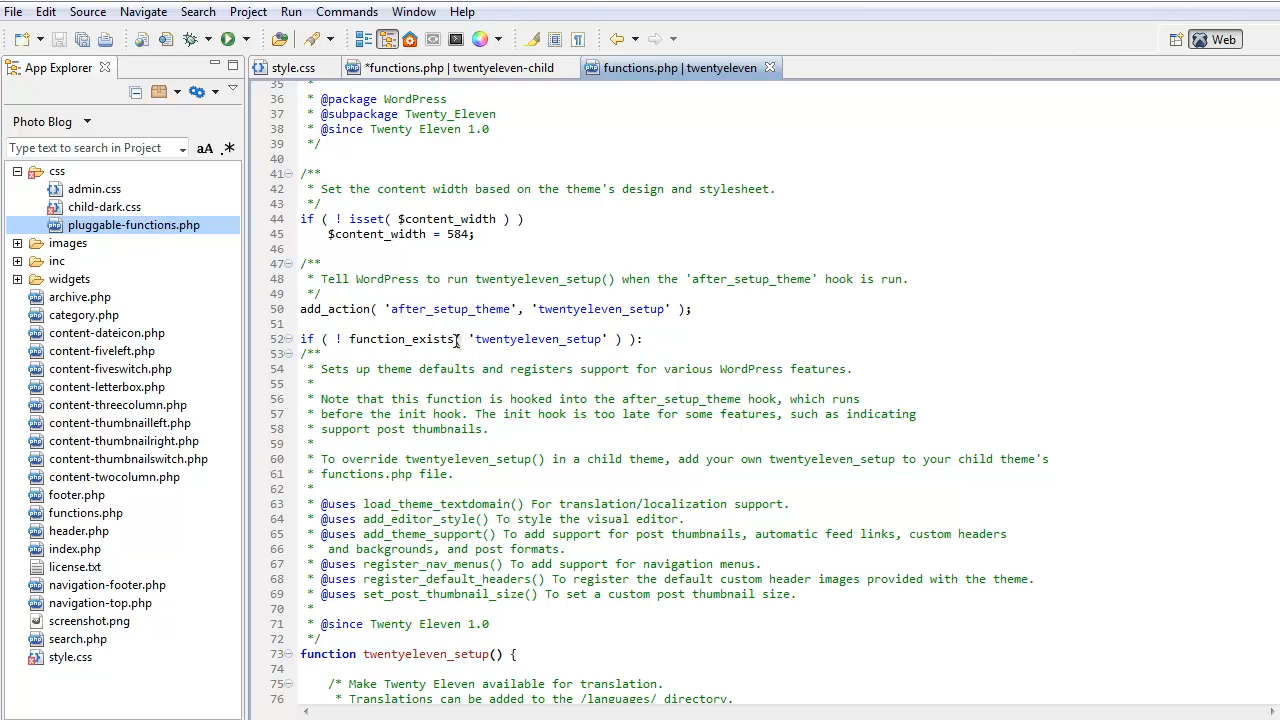 File Edit Source Navigate Search Project Run Commands Window Help
Web
App Explorer
style.css
*functions.php | twentyeleven-child
functions.php | twentyeleven
Photo Blog
Type text to search in Project aA .*
css
admin.css
child-dark.css
pluggable-functions.php
images
inc
widgets
archive.php
category.php
content-dateicon.php
content-fiveleft.php
content-fiveswitch.php
content-letterbox.php
content-threecolumn.php
content-thumbnailleft.php
content-thumbnailright.php
content-thumbnailswitch.php
content-twocolumn.php
footer.php
functions.php
header.php
index.php
license.txt
navigation-footer.php
navigation-top.php
screenshot.png
search.php
style.css
35 *
36 * @package WordPress
37 * @subpackage Twenty_Eleven
38 * @since Twenty Eleven 1.0
39 */
40
41 /**
42 * Set the content width based on the theme's design and stylesheet.
43 */
44 if ( ! isset( $content_width ) )
45 $content_width = 584;
46
47 /**
48 * Tell WordPress to run twentyeleven_setup() when the 'after_setup_theme' hook is run.
49 */
50 add_action( 'after_setup_theme', 'twentyeleven_setup' );
51
52 if ( ! function_exists( 'twentyeleven_setup' ) ):
53 /**
54 * Sets up theme defaults and registers support for various WordPress features.
55 *
56 * Note that this function is hooked into the after_setup_theme hook, which runs
57 * before the init hook. The init hook is too late for some features, such as indicating
58 * support post thumbnails.
59 *
60 * To override twentyeleven_setup() in a child theme, add your own twentyeleven_setup to your child theme's
61 * functions.php file.
62 *
63 * @uses load_theme_textdomain() For translation/localization support.
64 * @uses add_editor_style() To style the visual editor.
65 * @uses add_theme_support() To add support for post thumbnails, automatic feed links, custom headers
66 * and backgrounds, and post formats.
67 * @uses register_nav_menus() To add support for navigation menus.
68 * @uses register_default_headers() To register the default custom header images provided with the theme.
69 * @uses set_post_thumbnail_size() To set a custom post thumbnail size.
70 *
71 * @since Twenty Eleven 1.0
72 */
73 function twentyeleven_setup() {
74
75 /* Make Twenty Eleven available for translation.
76 * Translations can be added to the /languages/ directory.